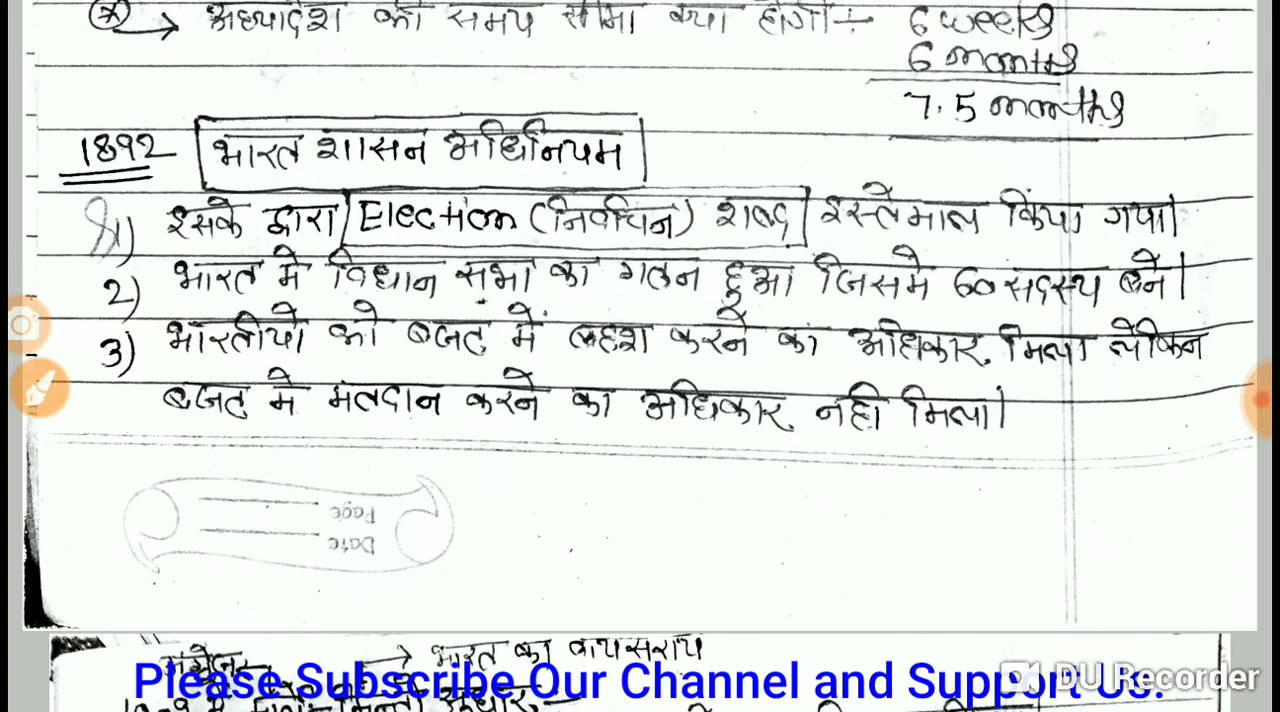 → अध्यादेश की समय सीमा क्या होगी ÷ 6 weeks
6 months
7.5 months
1892 भारत शासन अधिनियम
1) इसके द्वारा Election (निर्वाचन) शब्द इस्तेमाल किया गया।
2) भारत मे विधान सभा का गठन हुआ जिसमे 60 सदस्य बने।
3) भारतीयो को बजट में बहश करने का अधिकार मिला लेकिन
बजट मे मतदान करने का अधिकार नही मिला।
Page
Date
→ भारत का वायसराय
Please Subscribe Our Channel and Support Us.
DU Recorder